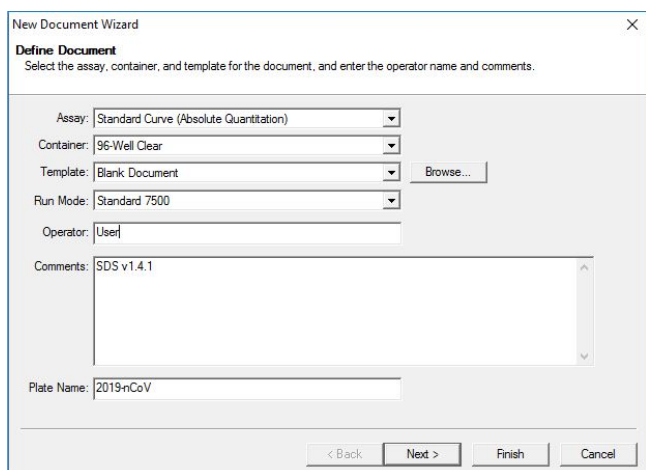 New Document Wizard
Define Document
Select the assay, container, and template for the document, and enter the operator name and comments.
Assay: Standard Curve (Absolute Quantitation)
Container: 96-Well Clear
Template: Blank Document Browse...
Run Mode: Standard 7500
Operator: User
Comments: SDS v1.4.1
Plate Name: 2019-nCoV
< Back Next > Finish Cancel